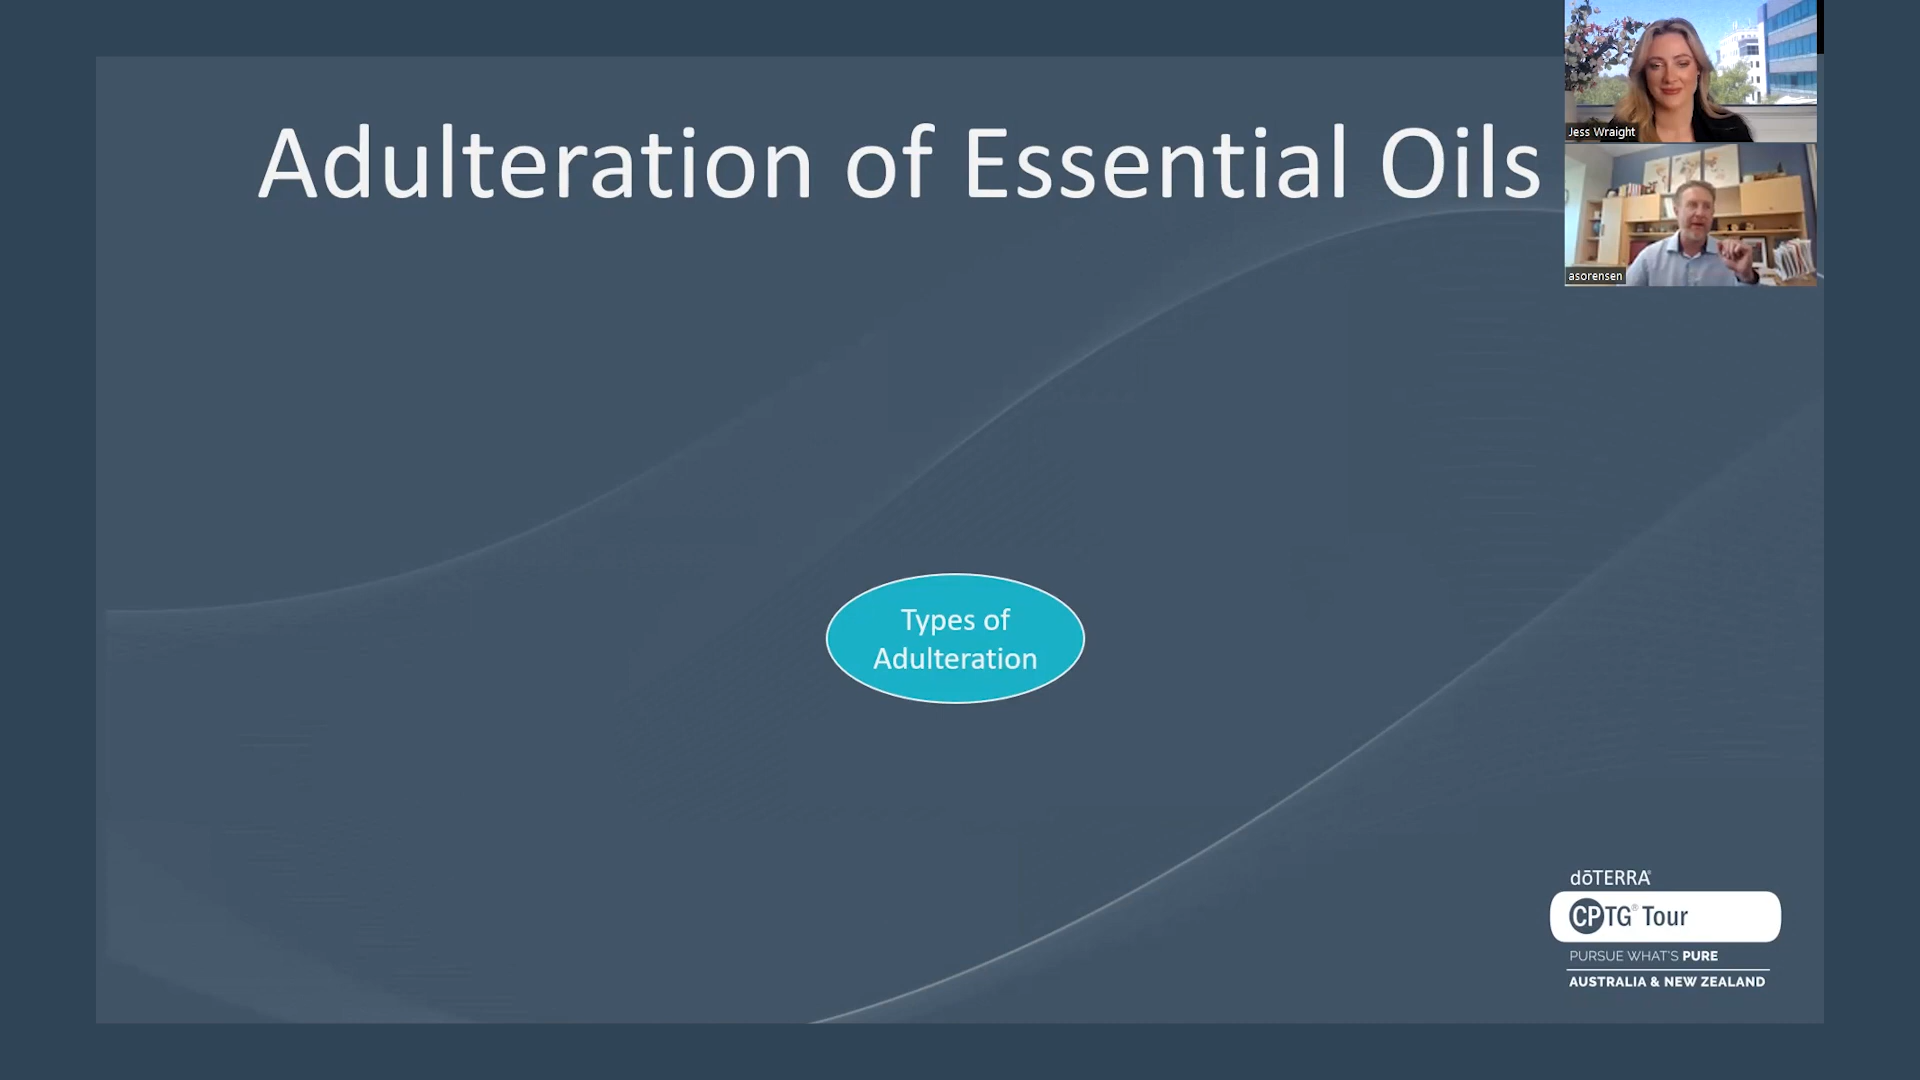 Adulteration of Essential Oils
Jess Wraight
asorensen
Types of
Adulteration
dōTERRA®
CPTG® Tour
PURSUE WHAT'S PURE
AUSTRALIA & NEW ZEALAND